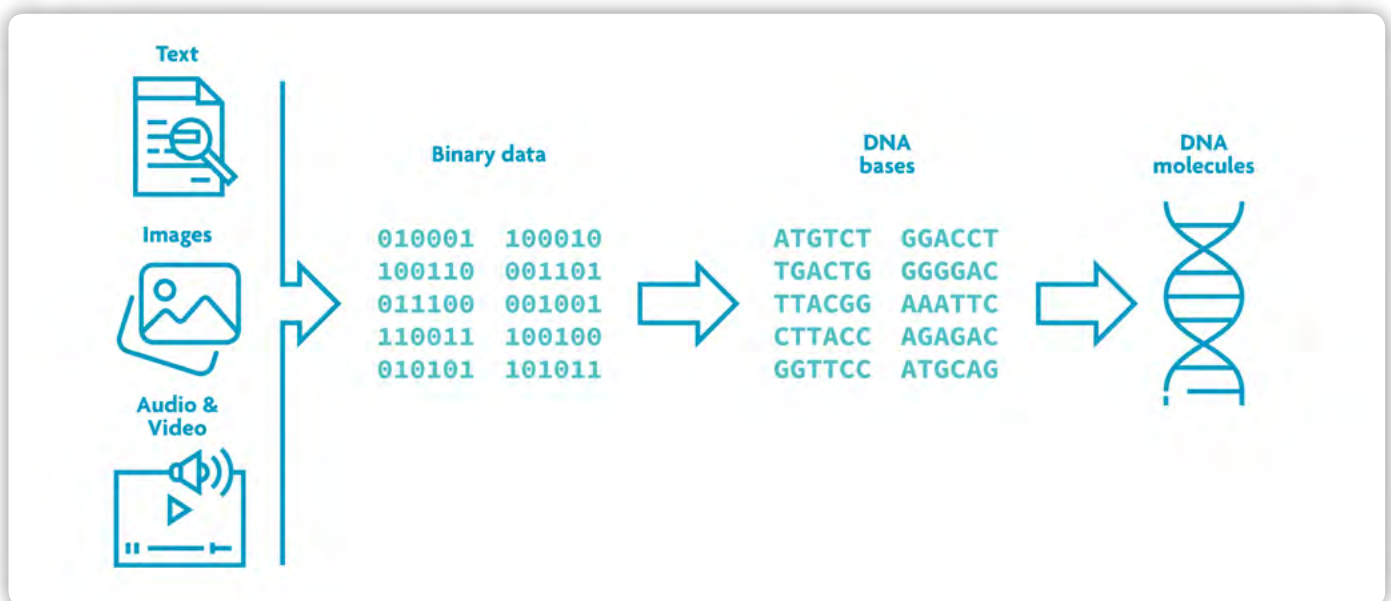 Text
Images
Audio &
Video
Binary data
010001 100010
100110 001101
011100 001001
110011 100100
010101 101011
DNA
bases
ATGTCT GGACCT
TGACTG GGGGAC
TTACGG AAATTC
CTTACC AGAGAC
GGTTCC ATGCAG
DNA
molecules